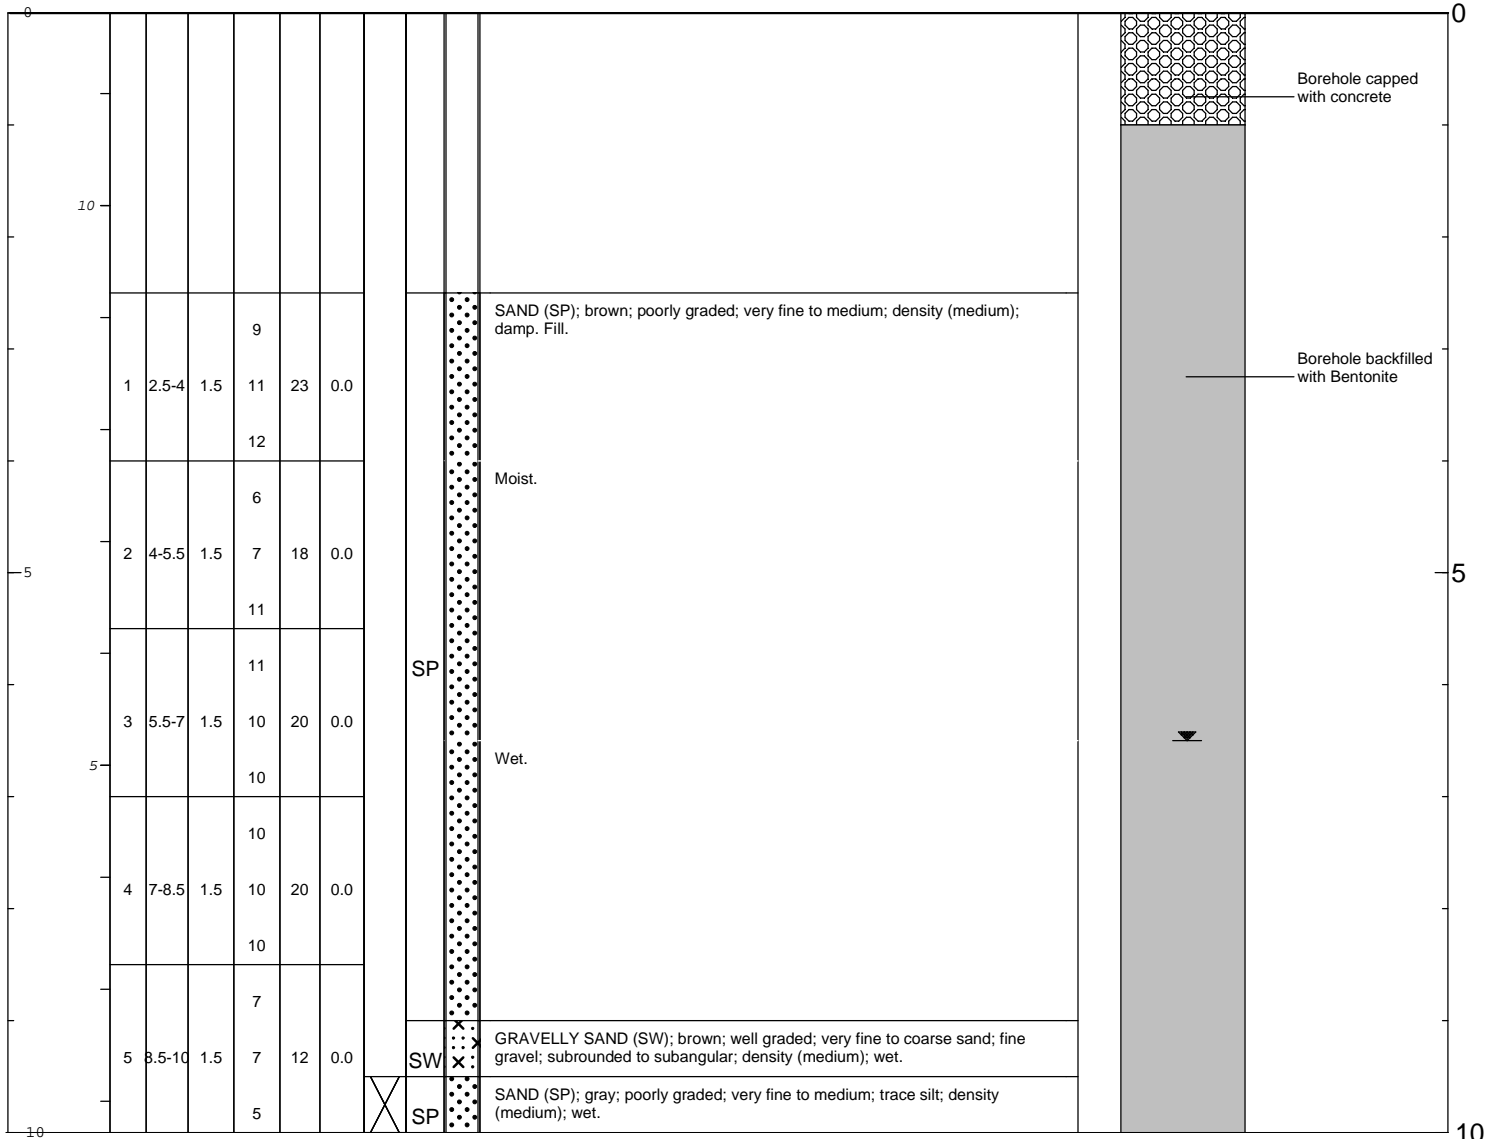 0 0
Borehole capped
with concrete
10
SAND (SP); brown; poorly graded; very fine to medium; density (medium);
damp. Fill.
9
Borehole backfilled
with Bentonite
1 2.5-4 1.5 11 23 0.0
12
Moist.
6
2 4-5.5 1.5 7 18 0.0
5 5
11
11
SP
3 5.5-7 1.5 10 20 0.0
Wet.
5
10
10
4 7-8.5 1.5 10 20 0.0
10
7
GRAVELLY SAND (SW); brown; well graded; very fine to coarse sand; fine
gravel; subrounded to subangular; density (medium); wet.
5 8.5-10 1.5 7 12 0.0 SW
SAND (SP); gray; poorly graded; very fine to medium; trace silt; density
(medium); wet.
5 SP
10 10